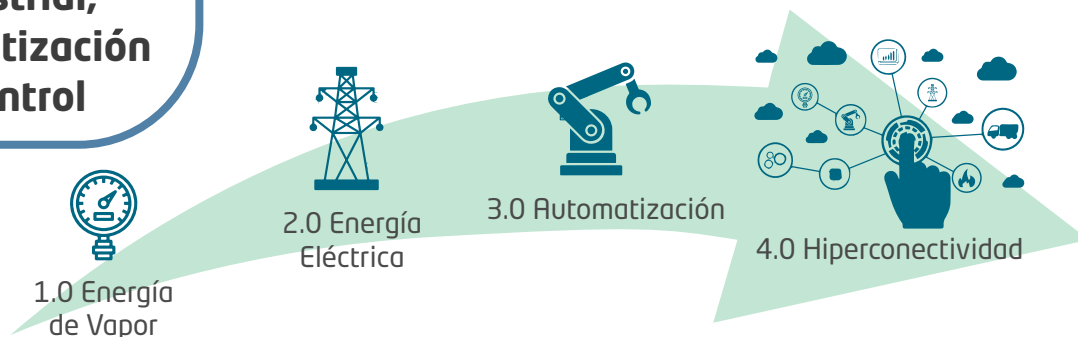 tización
ntrol
1.0 Energía
de Vapor
2.0 Energía
Eléctrica
3.0 Automatización
4.0 Hiperconectividad